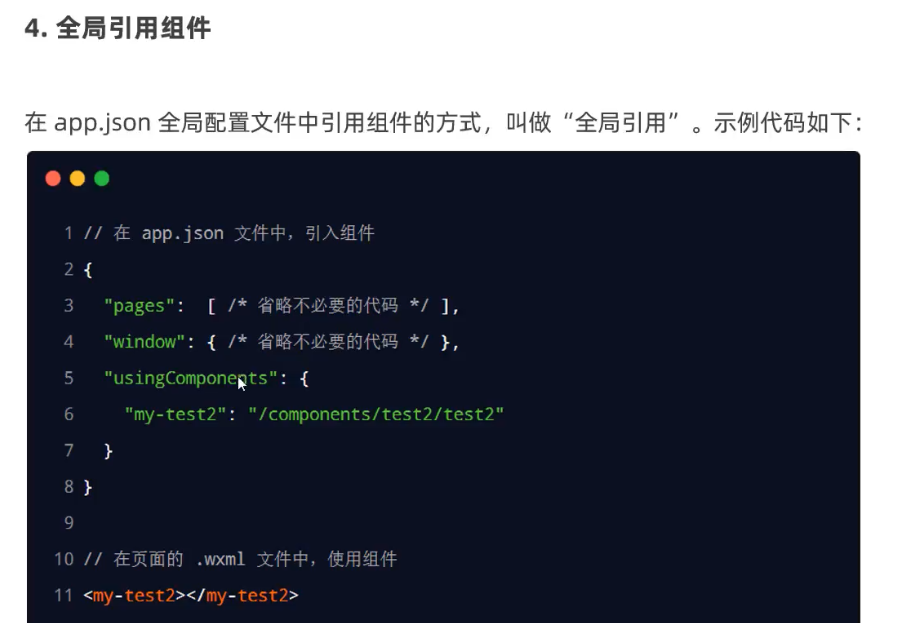 4. 全局引用组件
在 app.json 全局配置文件中引用组件的方式，叫做“全局引用”。示例代码如下：
1 // 在 app.json 文件中，引入组件
2 {
3   "pages":  [ /* 省略不必要的代码 */ ],
4   "window": { /* 省略不必要的代码 */ },
5   "usingComponents": {
6     "my-test2": "/components/test2/test2"
7   }
8 }
9
10 // 在页面的 .wxml 文件中，使用组件
11 <my-test2></my-test2>